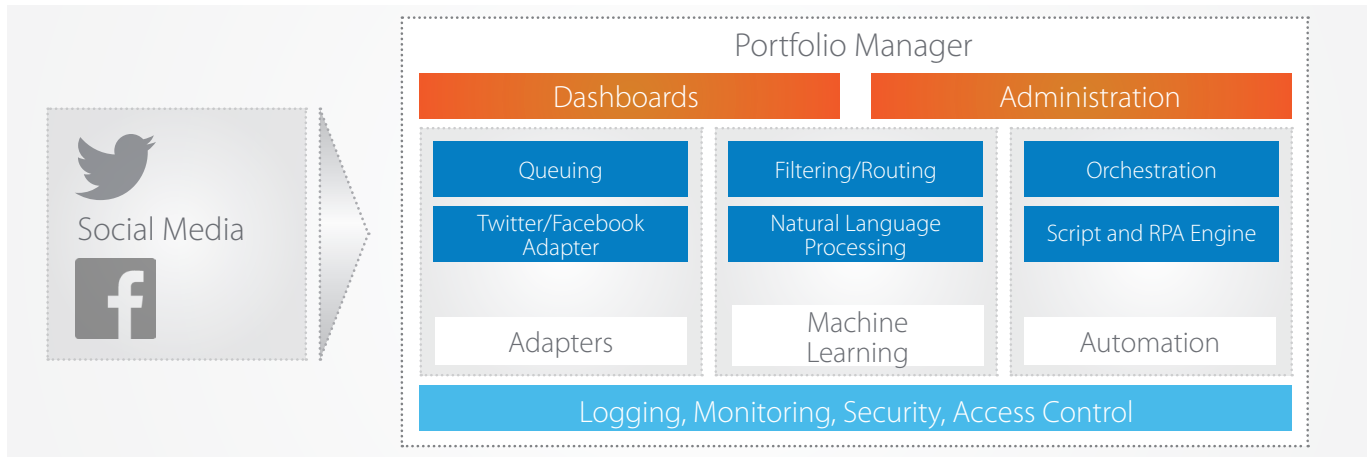 Portfolio Manager
Dashboards
Administration
Social Media
Queuing
Twitter/Facebook
Adapter
Adapters
Filtering/Routing
Natural Language
Processing
Machine
Learning
Orchestration
Script and RPA Engine
Automation
Logging, Monitoring, Security, Access Control